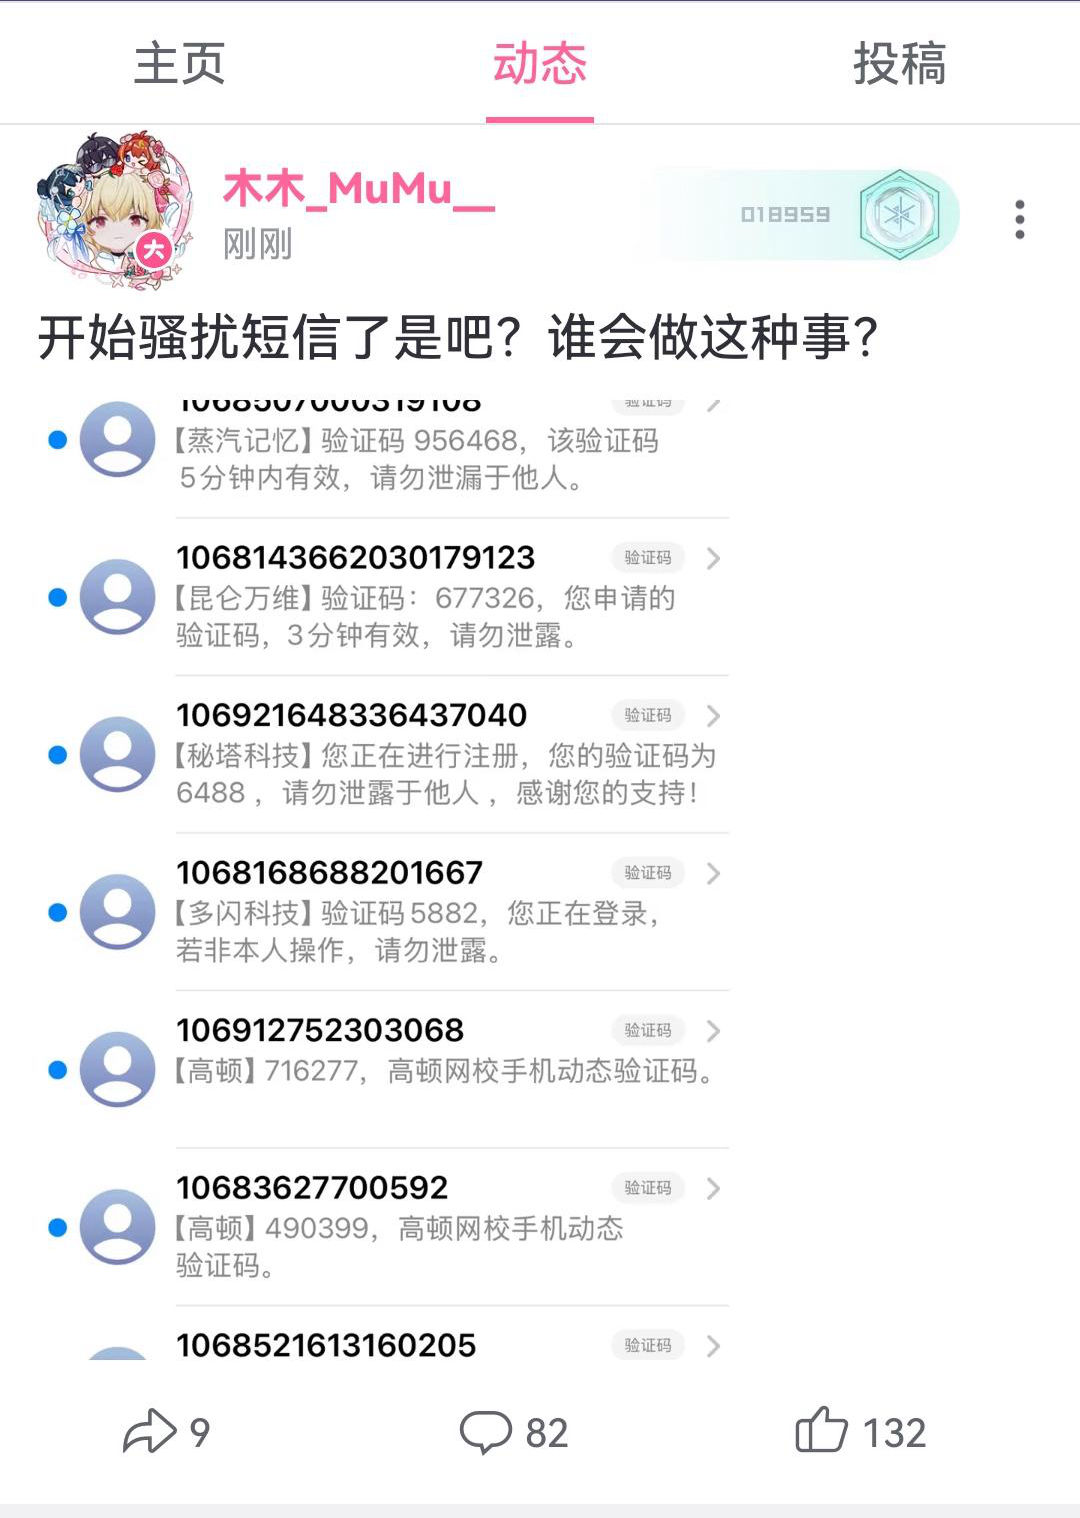 主页
动态
投稿
木木_MuMu__
018959
刚刚
大
开始骚扰短信了是吧？谁会做这种事？
1068507000319108
验证码
【蒸汽记忆】验证码 956468，该验证码
5分钟内有效，请勿泄漏于他人。
1068143662030179123
验证码
【昆仑万维】验证码：677326，您申请的
验证码，3分钟有效，请勿泄露。
106921648336437040
验证码
【秘塔科技】您正在进行注册，您的验证码为
6488 ，请勿泄露于他人 ，感谢您的支持！
1068168688201667
验证码
【多闪科技】验证码5882，您正在登录，
若非本人操作，请勿泄露。
106912752303068
验证码
【高顿】716277，高顿网校手机动态验证码。
10683627700592
验证码
【高顿】490399，高顿网校手机动态
验证码。
1068521613160205
验证码
9
82
132